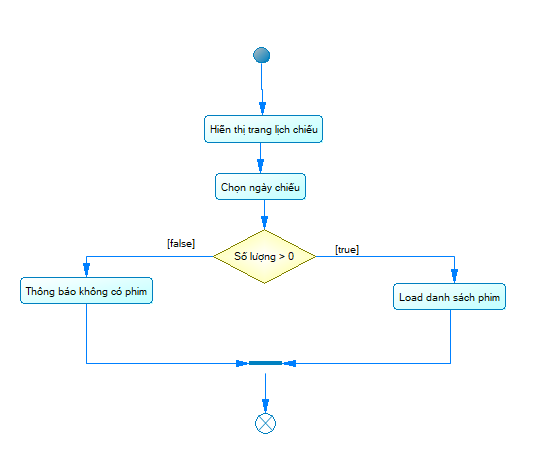 Hiễn thị trang lịch chiếu
Chọn ngày chiếu
Số lượng > 0
[false]
[true]
Thông báo không có phim
Load danh sách phim